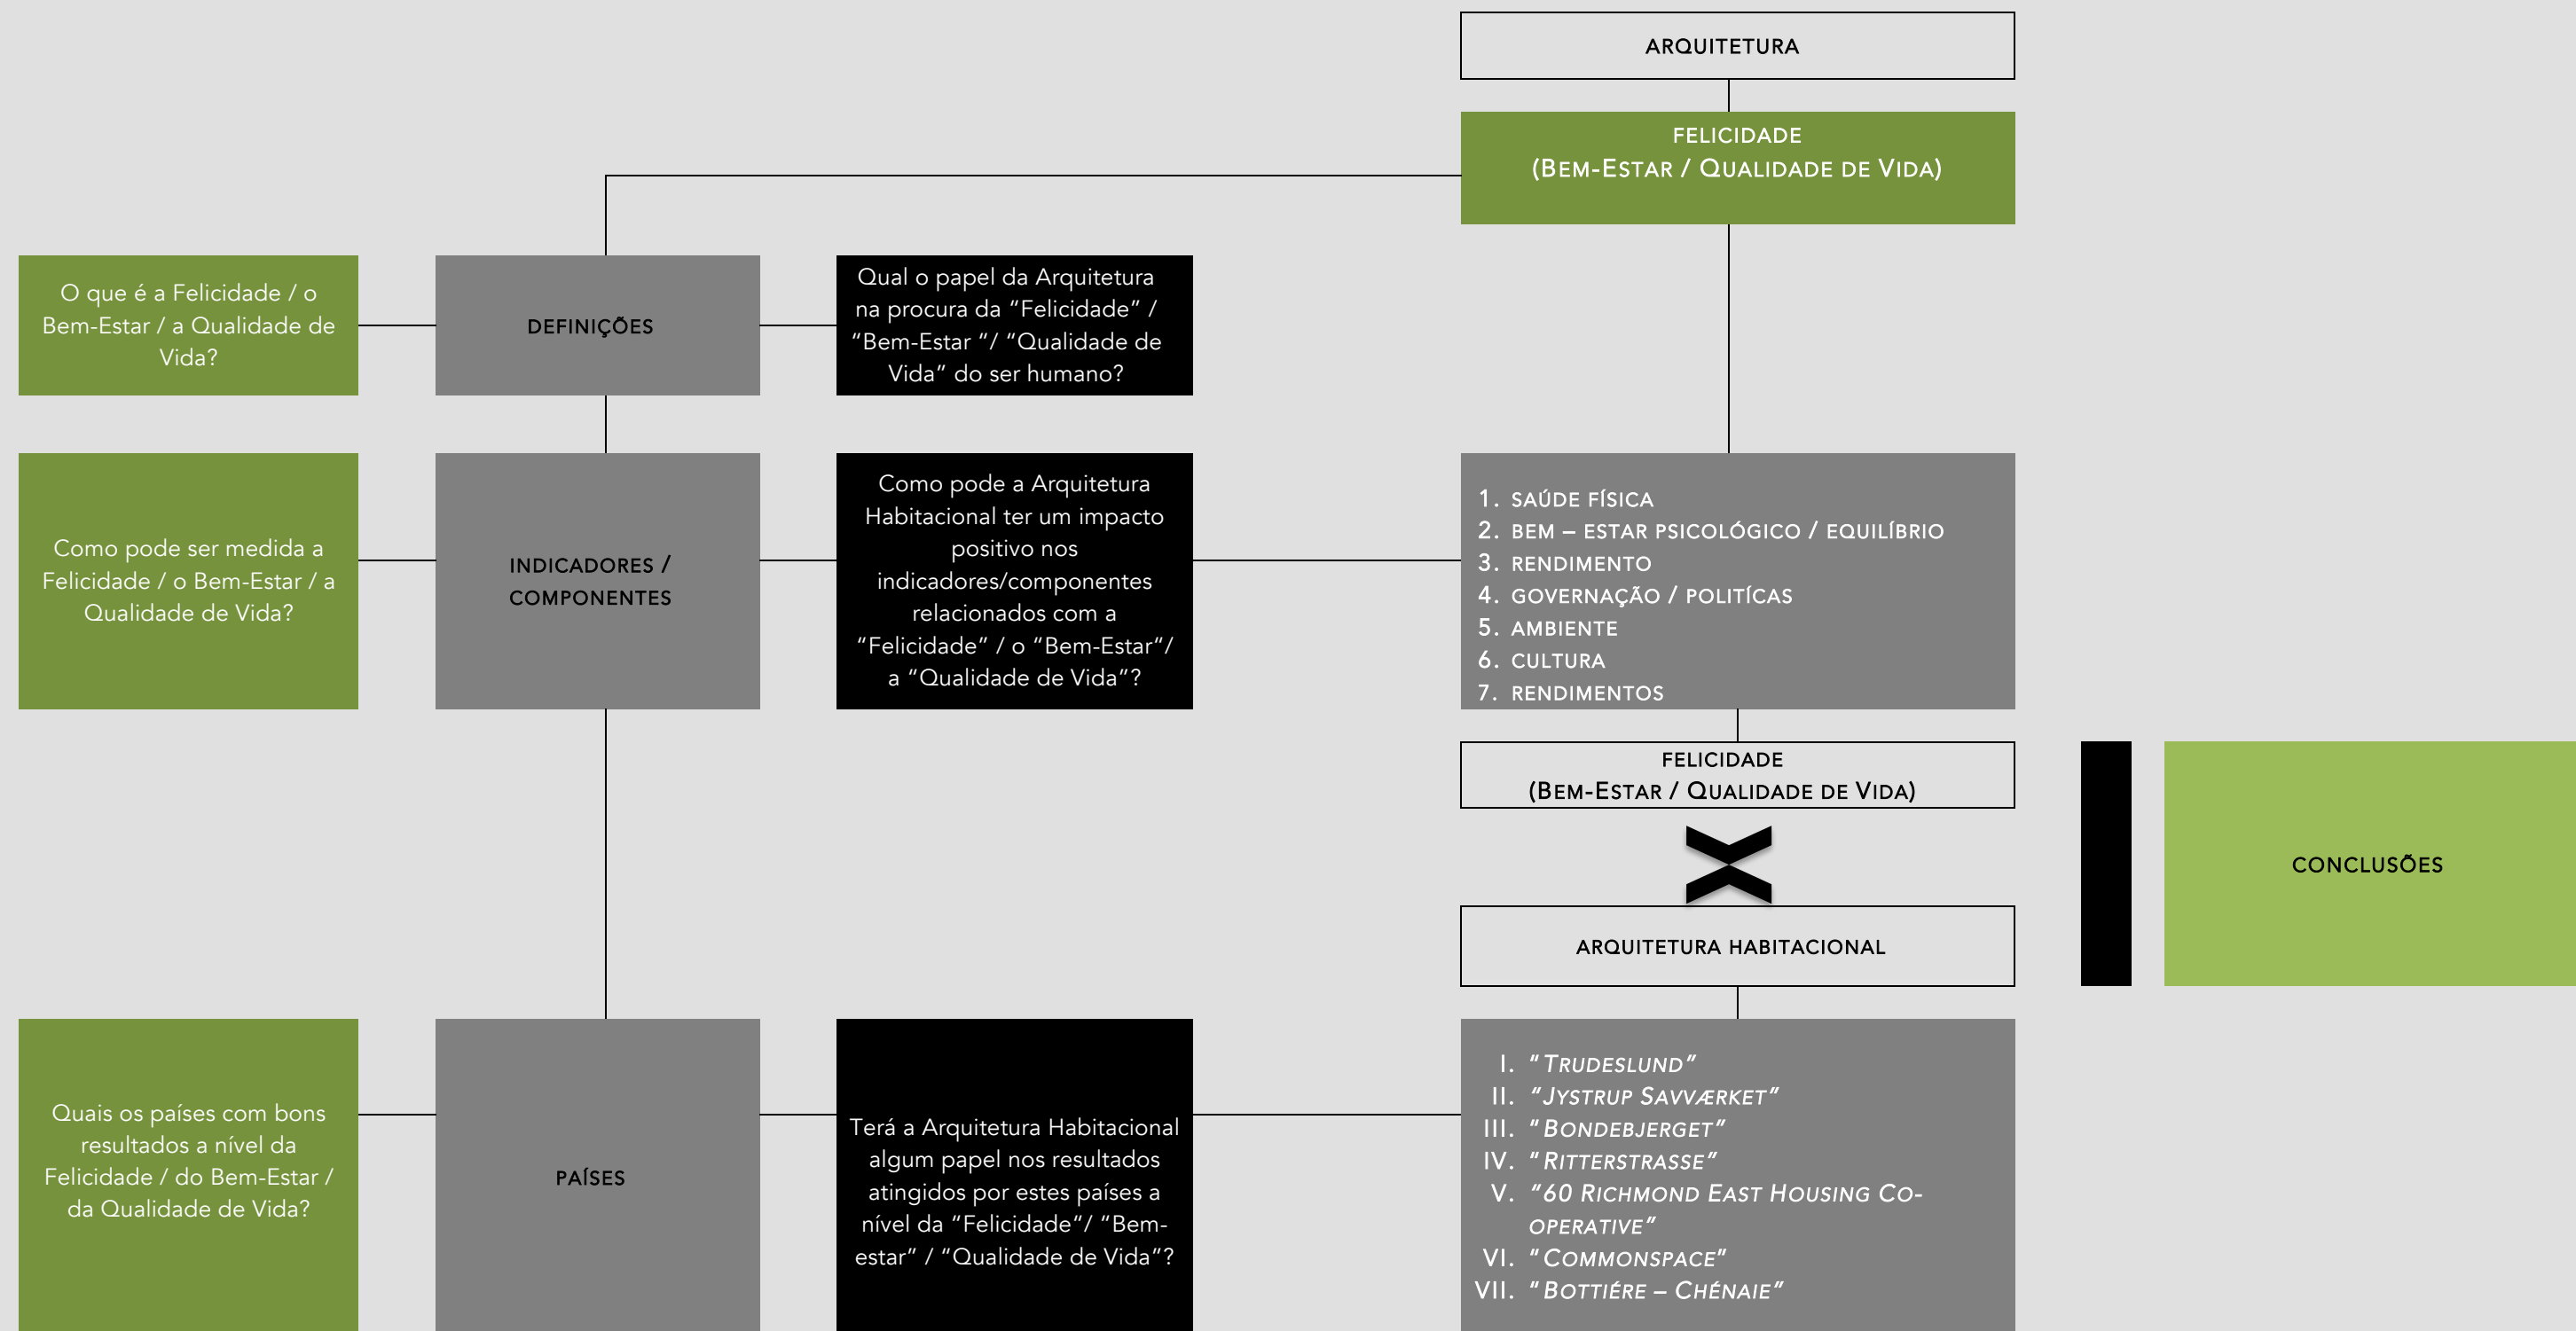 ARQUITETURA
FELICIDADE
(BEM-ESTAR / QUALIDADE DE VIDA)
O que é a Felicidade / o
Bem-Estar / a Qualidade de
Vida?
DEFINIÇÕES
Qual o papel da Arquitetura
na procura da “Felicidade” /
“Bem-Estar “/ “Qualidade de
Vida” do ser humano?
Como pode ser medida a
Felicidade / o Bem-Estar / a
Qualidade de Vida?
INDICADORES /
COMPONENTES
Como pode a Arquitetura
Habitacional ter um impacto
positivo nos
indicadores/componentes
relacionados com a
“Felicidade” / o “Bem-Estar“/
a “Qualidade de Vida”?
1. SAÚDE FÍSICA
2. BEM – ESTAR PSICOLÓGICO / EQUILÍBRIO
3. RENDIMENTO
4. GOVERNAÇÃO / POLITÍCAS
5. AMBIENTE
6. CULTURA
7. RENDIMENTOS
FELICIDADE
(BEM-ESTAR / QUALIDADE DE VIDA)
ARQUITETURA HABITACIONAL
CONCLUSÕES
Quais os países com bons
resultados a nível da
Felicidade / do Bem-Estar /
da Qualidade de Vida?
PAÍSES
Terá a Arquitetura Habitacional
algum papel nos resultados
atingidos por estes países a
nível da “Felicidade“/ “Bem-
estar” / “Qualidade de Vida”?
I. “TRUDESLUND”
II. “JYSTRUP SAVVÆRKET”
III. “BONDEBJERGET”
IV. “RITTERSTRASSE”
V. “60 RICHMOND EAST HOUSING CO-
OPERATIVE”
VI. “COMMONSPACE”
VII. “BOTTIÉRE – CHÉNAIE”